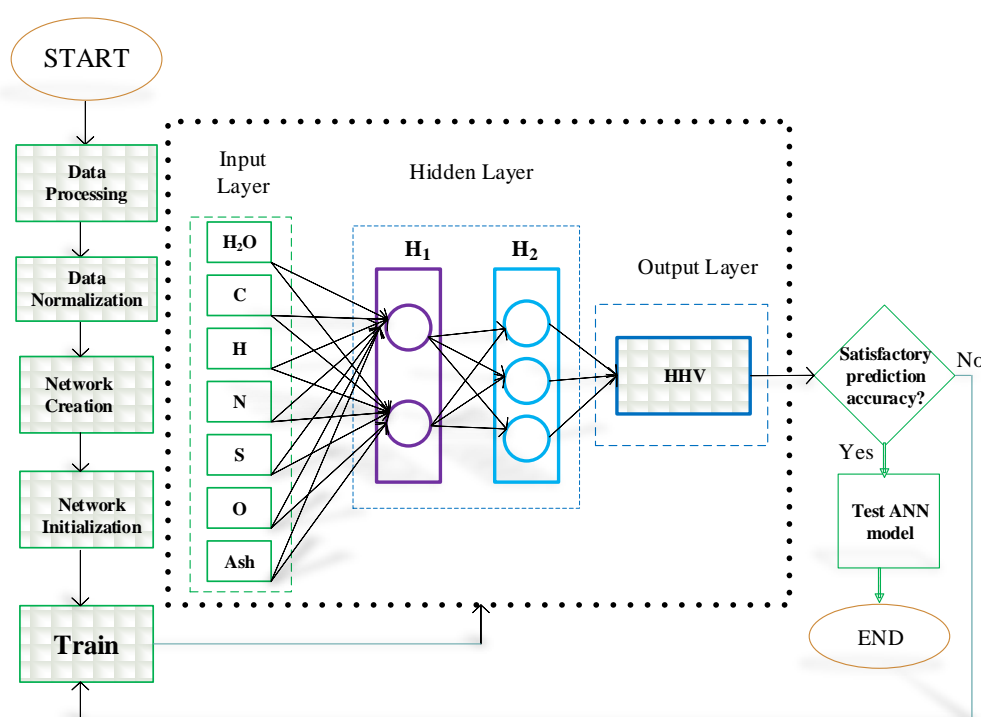 START
Data
Processing
Data
Normalization
Network
Creation
Network
Initialization
Train
Input
Layer
H₂O
C
H
N
S
O
Ash
Hidden Layer
H₁
H₂
Output Layer
HHV
Satisfactory
prediction
accuracy?
No
Yes
Test ANN
model
END